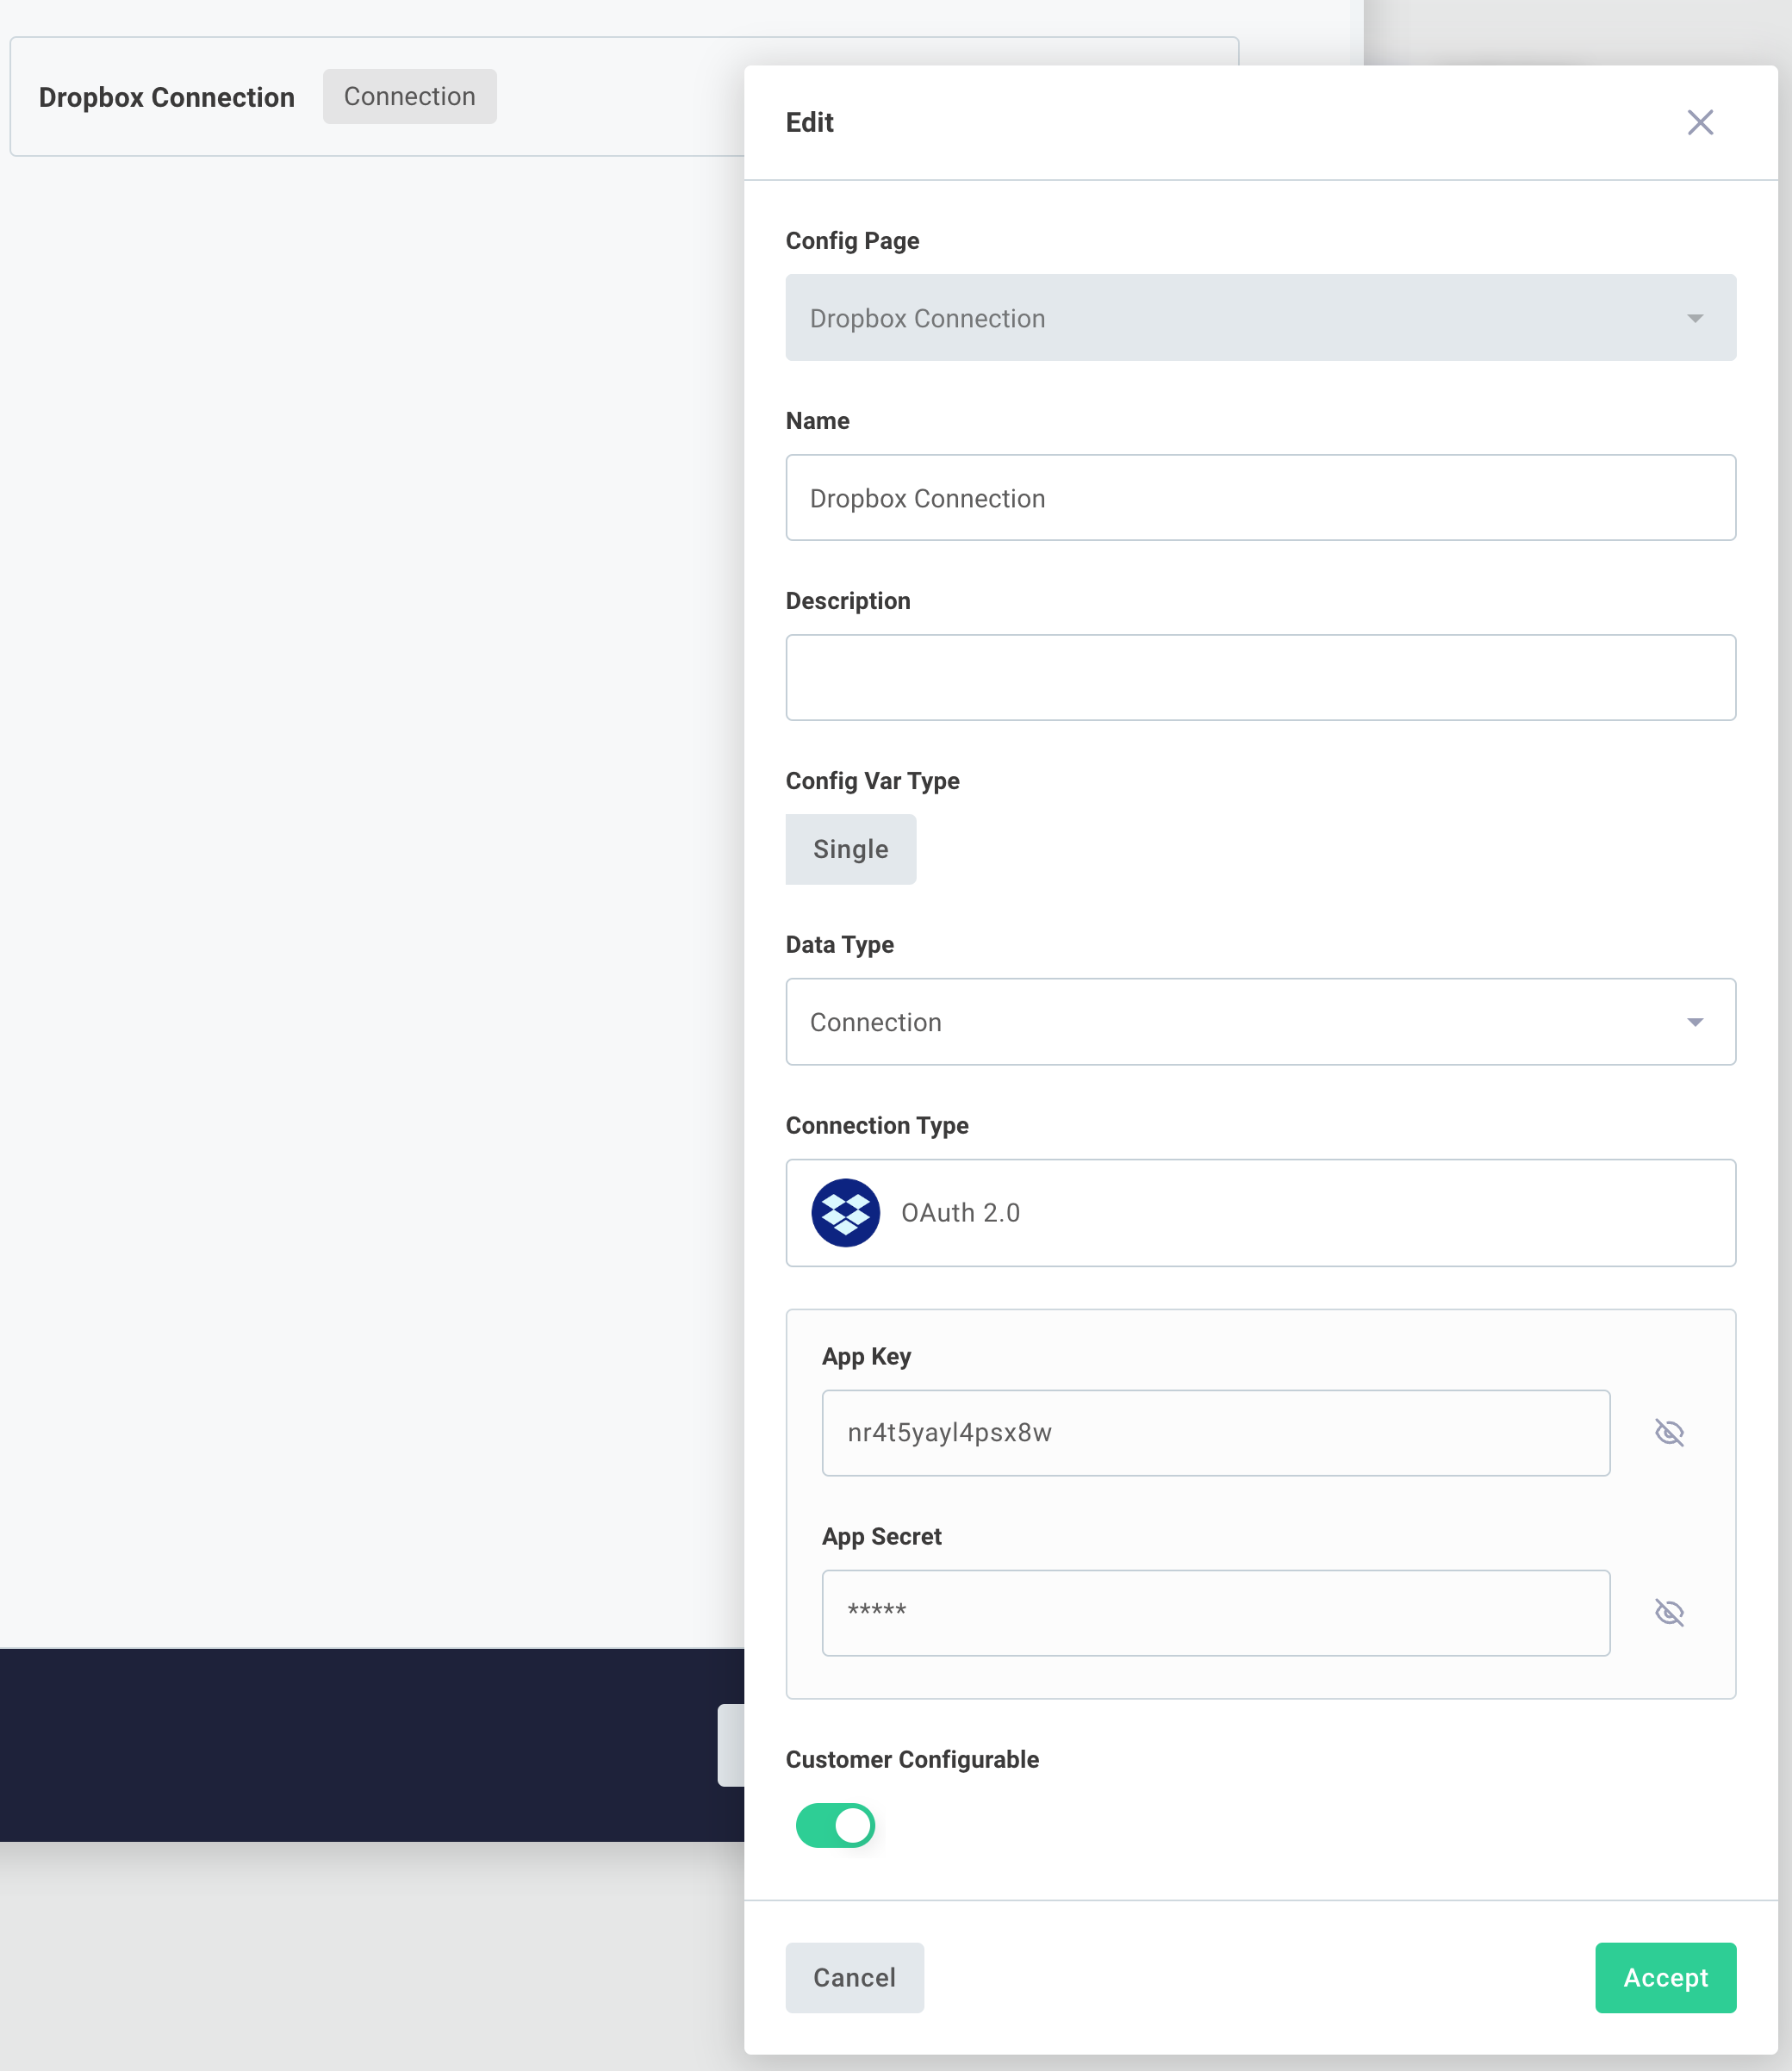 Dropbox Connection
Connection
Edit
Config Page
Dropbox Connection
Name
Dropbox Connection
Description
Config Var Type
Single
Data Type
Connection
Connection Type
OAuth 2.0
App Key
nr4t5yayl4psx8w
App Secret
*****
Customer Configurable
Cancel
Accept